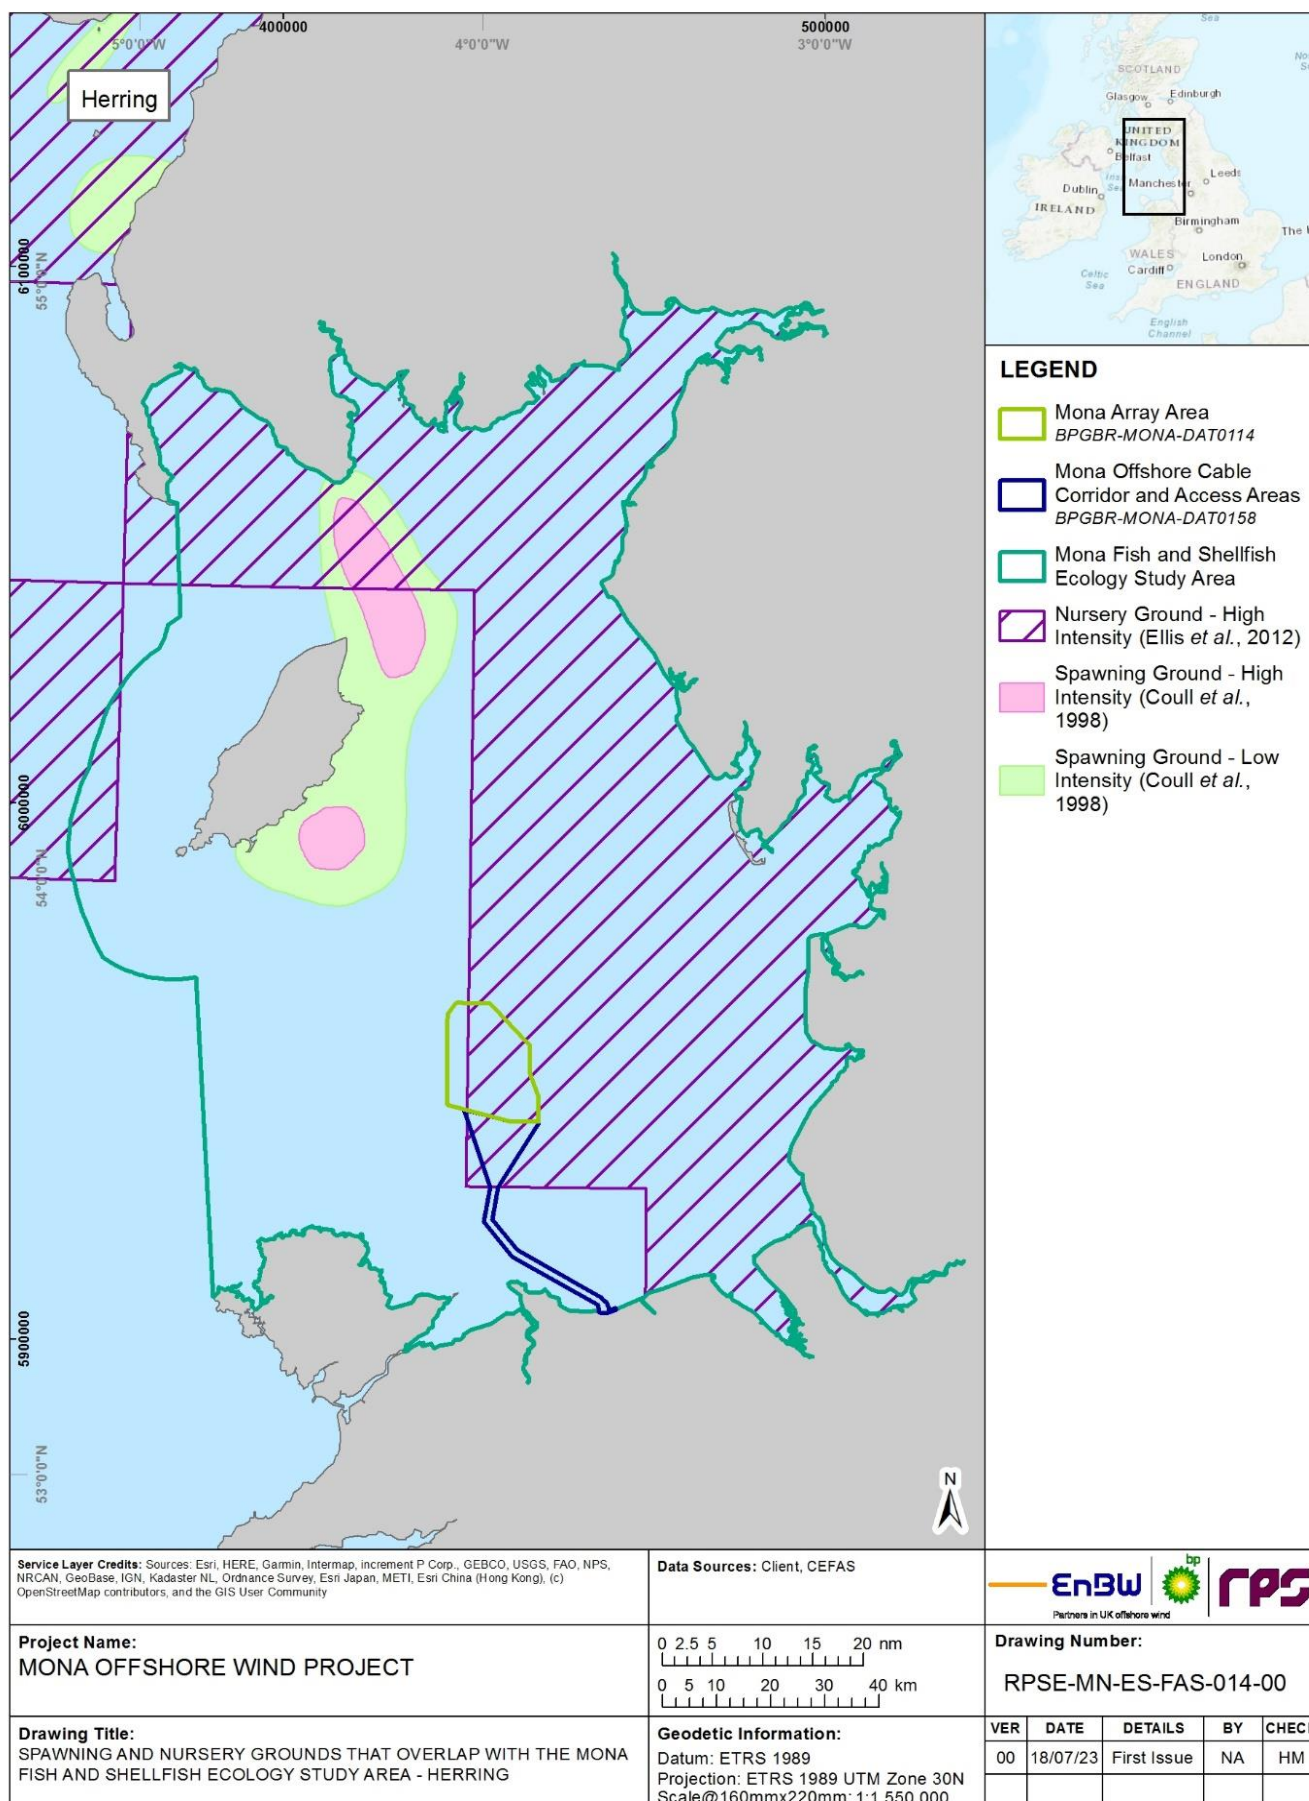 400000
500000
5°0'0"W
4°0'0"W
3°0'0"W
Herring
6100000
55°0'0"N
6000000
54°0'0"N
5900000
53°0'0"N
N
Sea
SCOTLAND
Glasgow
Edinburgh
UNITED
KINGDOM
Belfast
Leeds
Dublin
Manchester
IRELAND
Birmingham
WALES
London
Cardiff
ENGLAND
Celtic
Sea
English
Channel
LEGEND
Mona Array Area
BPGBR-MONA-DAT0114
Mona Offshore Cable
Corridor and Access Areas
BPGBR-MONA-DAT0158
Mona Fish and Shellfish
Ecology Study Area
Nursery Ground - High
Intensity (Ellis et al., 2012)
Spawning Ground - High
Intensity (Coull et al.,
1998)
Spawning Ground - Low
Intensity (Coull et al.,
1998)
Service Layer Credits: Sources: Esri, HERE, Garmin, Intermap, increment P Corp., GEBCO, USGS, FAO, NPS,
NRCAN, GeoBase, IGN, Kadaster NL, Ordnance Survey, Esri Japan, METI, Esri China (Hong Kong), (c)
OpenStreetMap contributors, and the GIS User Community
Data Sources: Client, CEFAS
EnBW
bp
rps
Partners in UK offshore wind
Project Name:
MONA OFFSHORE WIND PROJECT
0 2.5 5 10 15 20 nm
0 5 10 20 30 40 km
Drawing Number:
RPSE-MN-ES-FAS-014-00
Drawing Title:
SPAWNING AND NURSERY GROUNDS THAT OVERLAP WITH THE MONA
FISH AND SHELLFISH ECOLOGY STUDY AREA - HERRING
Geodetic Information:
Datum: ETRS 1989
Projection: ETRS 1989 UTM Zone 30N
Scale@160mmx220mm: 1:1,550,000
VER DATE DETAILS BY CHECK
00 18/07/23 First Issue NA HM